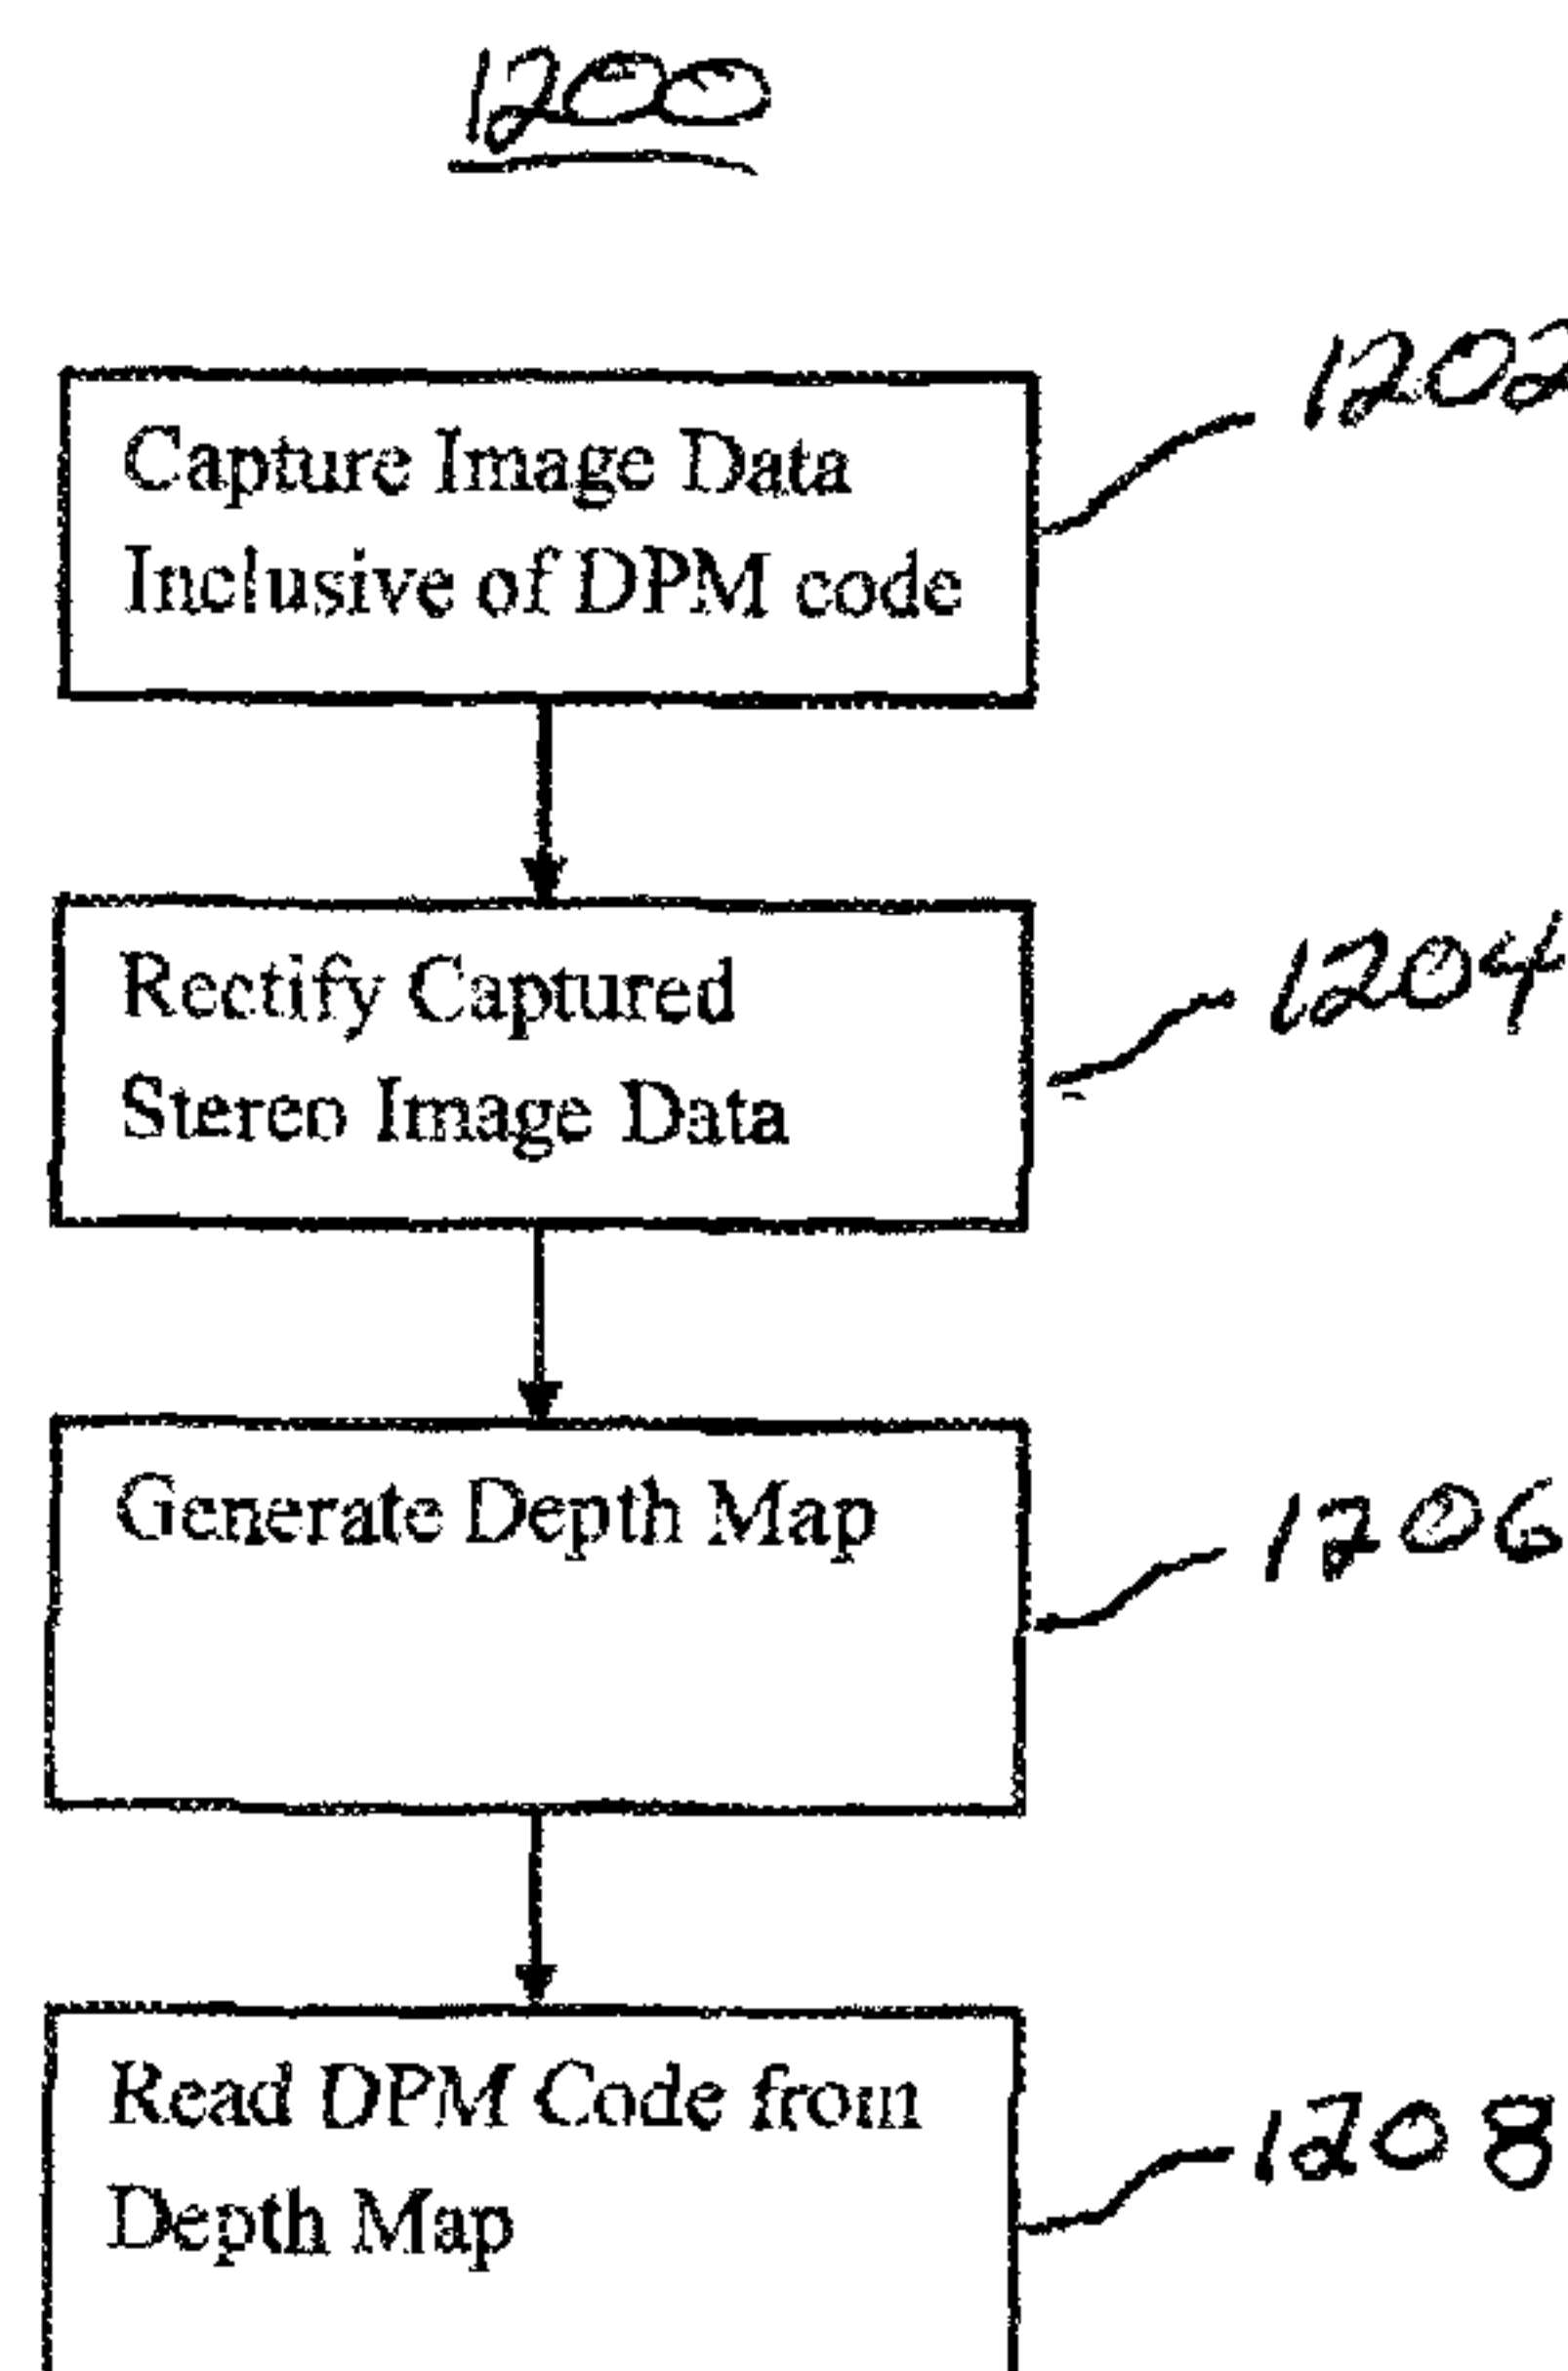 1200
Capture Image Data
Inclusive of DPM code
1202
Rectify Captured
Stereo Image Data
1204
Generate Depth Map
1206
Read DPM Code from
Depth Map
1208